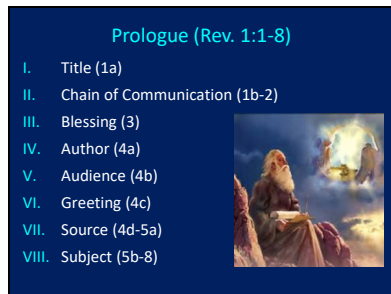 Prologue (Rev. 1:1-8)
I. Title (1a)
II. Chain of Communication (1b-2)
III. Blessing (3)
IV. Author (4a)
V. Audience (4b)
VI. Greeting (4c)
VII. Source (4d-5a)
VIII. Subject (5b-8)